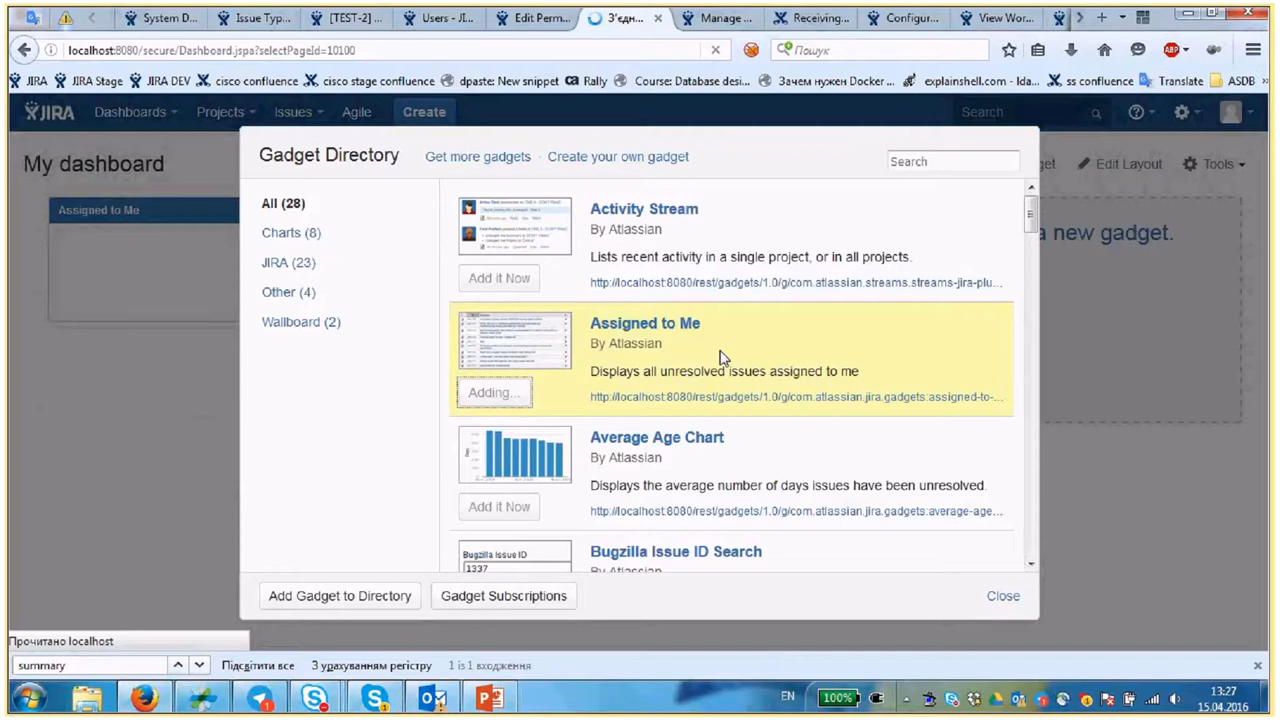 System D...
Issue Typ...
[TEST-2] ...
Users - JI...
Edit Perm...
З'єдн...
Manage ...
Receiving...
Configur...
View Wor...
localhost:8080/secure/Dashboard.jspa?selectPageId=10100
Пошук
ABP
JIRA
JIRA Stage
JIRA DEV
cisco confluence
cisco stage confluence
dpaste: New snippet
ca Rally
Course: Database desi...
Зачем нужен Docker ...
explainshell.com - Ida...
ss confluence
Translate
ASDB
JIRA
Dashboards
Projects
Issues
Agile
Create
Search
My dashboard
Edit Layout
Tools
Assigned to Me
a new gadget.
Gadget Directory
Get more gadgets · Create your own gadget
Search
All (28)
Charts (8)
JIRA (23)
Other (4)
Wallboard (2)
Activity Stream
By Atlassian
Lists recent activity in a single project, or in all projects.
http://localhost:8080/rest/gadgets/1.0/g/com.atlassian.streams.streams-jira-plu...
Add it Now
Assigned to Me
By Atlassian
Displays all unresolved issues assigned to me
http://localhost:8080/rest/gadgets/1.0/g/com.atlassian.jira.gadgets:assigned-to-...
Adding...
Average Age Chart
By Atlassian
Displays the average number of days issues have been unresolved.
http://localhost:8080/rest/gadgets/1.0/g/com.atlassian.jira.gadgets:average-age...
Add it Now
Bugzilla Issue ID
1337
Bugzilla Issue ID Search
By Atlassian
Add Gadget to Directory
Gadget Subscriptions
Close
Прочитано localhost
summary
Підсвітити все
З урахуванням регістру
1 із 1 входження
EN
100%
13:27
15.04.2016